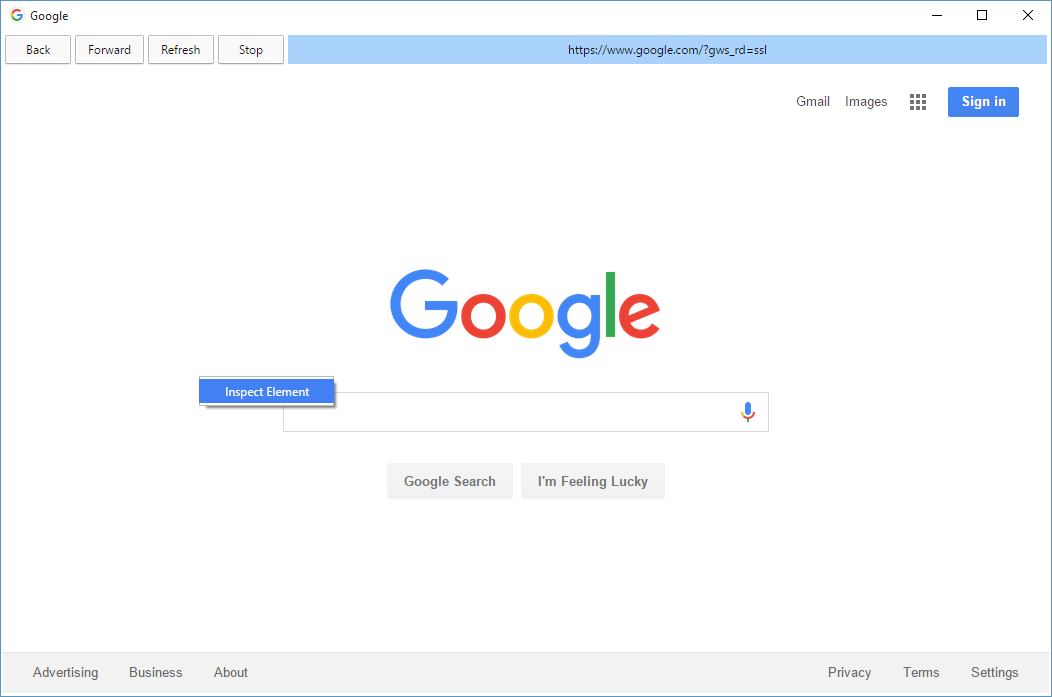 Google
Back Forward Refresh Stop https://www.google.com/?gws_rd=ssl
Gmail Images Sign in
Google
Inspect Element
Google Search I'm Feeling Lucky
Advertising Business About Privacy Terms Settings